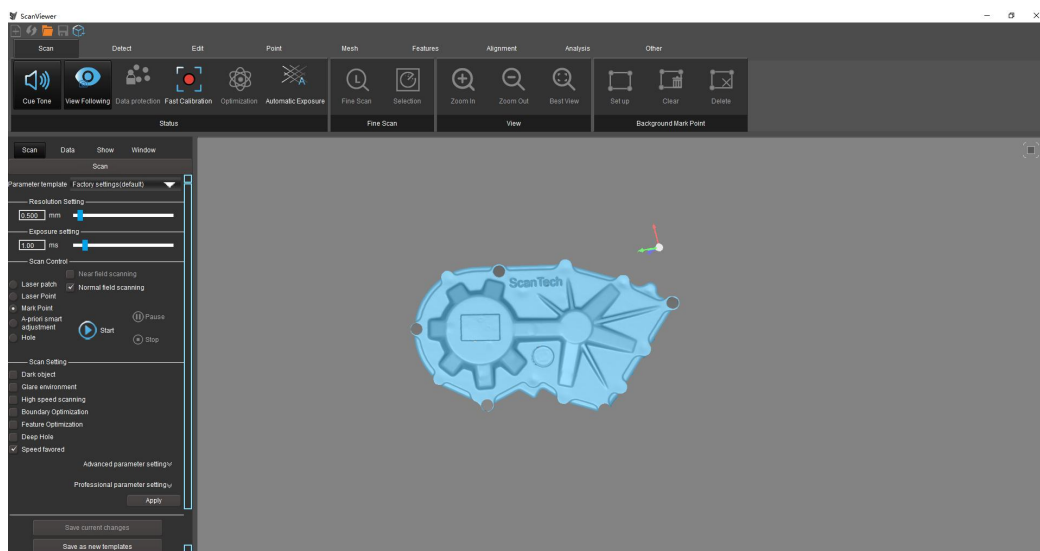 ScanViewer
Scan Detect Edit Point Mesh Features Alignment Analysis Other
Cue Tone View Following Data protection Fast Calibration Optimization Automatic Exposure Fine Scan Selection Zoom In Zoom Out Best View Set up Clear Delete
Status Fine Scan View Background Mark Point
Scan Data Show Window
Scan
Parameter template Factory settings(default)
Resolution Setting
0.500 mm
Exposure setting
1.00 ms
Scan Control
Near field scanning
Laser patch Normal field scanning
Laser Point
Mark Point
A-priori smart
adjustment
Hole
Start
Pause
Stop
Scan Setting
Dark object
Glare environment
High speed scanning
Boundary Optimization
Feature Optimization
Deep Hole
Speed favored
Advanced parameter setting
Professional parameter setting
Apply
Save current changes
Save as new templates
ScanTech